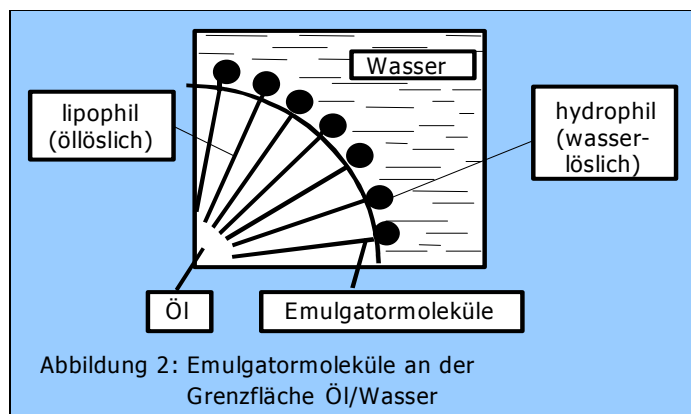 Wasser
lipophil
(öllöslich)
hydrophil
(wasser-
löslich)
Öl
Emulgatormoleküle
Abbildung 2: Emulgatormoleküle an der
Grenzfläche Öl/Wasser